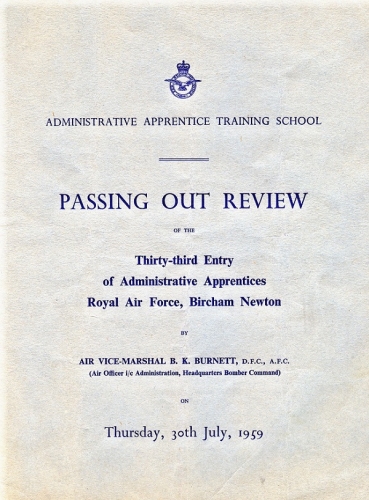 ADMINISTRATIVE APPRENTICE TRAINING SCHOOL
PASSING OUT REVIEW
OF THE
Thirty-third Entry
of Administrative Apprentices
Royal Air Force, Bircham Newton
BY
AIR VICE-MARSHAL B. K. BURNETT, D.F.C., A.F.C.
(Air Officer i/c Administration, Headquarters Bomber Command)
ON
Thursday, 30th July, 1959